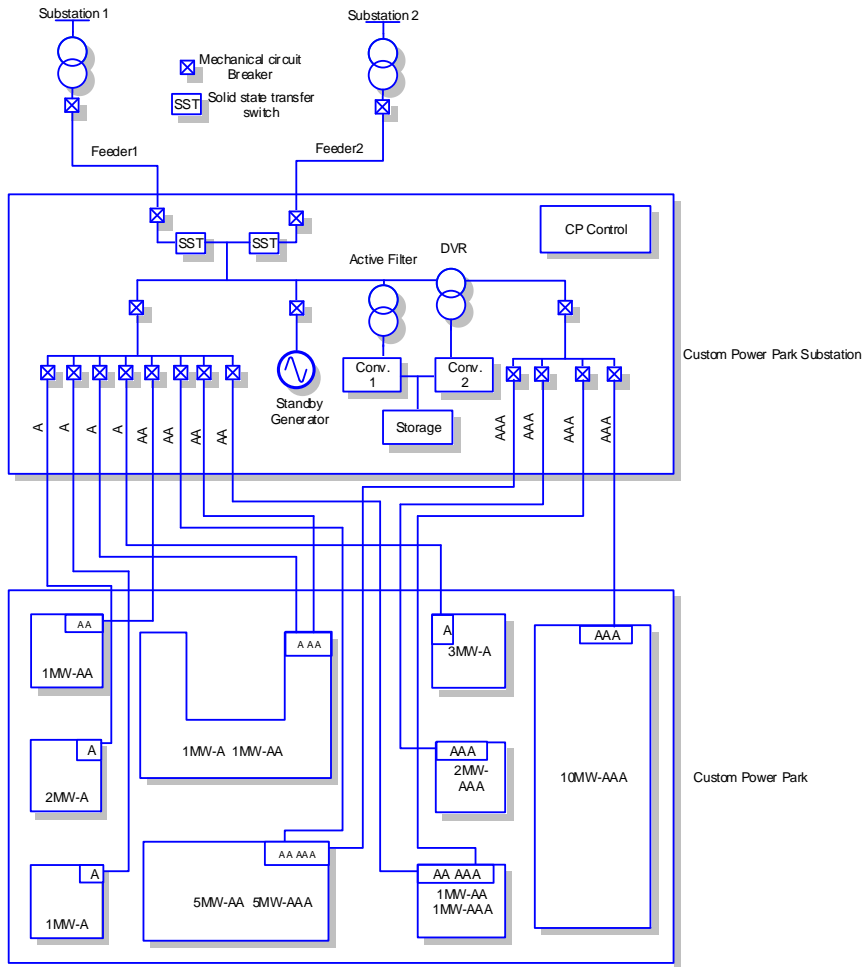 Substation 1
Substation 2
Mechanical circuit
Breaker
SST
Solid state transfer
switch
Feeder1
Feeder2
SST
SST
CP Control
Active Filter
DVR
Conv.
1
Conv.
2
Custom Power Park Substation
Standby
Generator
Storage
A
A
A
A
AA
AA
AA
AA
AAA
AAA
AAA
AAA
AA
1MW-AA
A AA
A
3MW-A
AAA
1MW-A 1MW-AA
A
2MW-A
AAA
2MW-
AAA
10MW-AAA
Custom Power Park
A
1MW-A
AA AAA
5MW-AA 5MW-AAA
AA AAA
1MW-AA
1MW-AAA